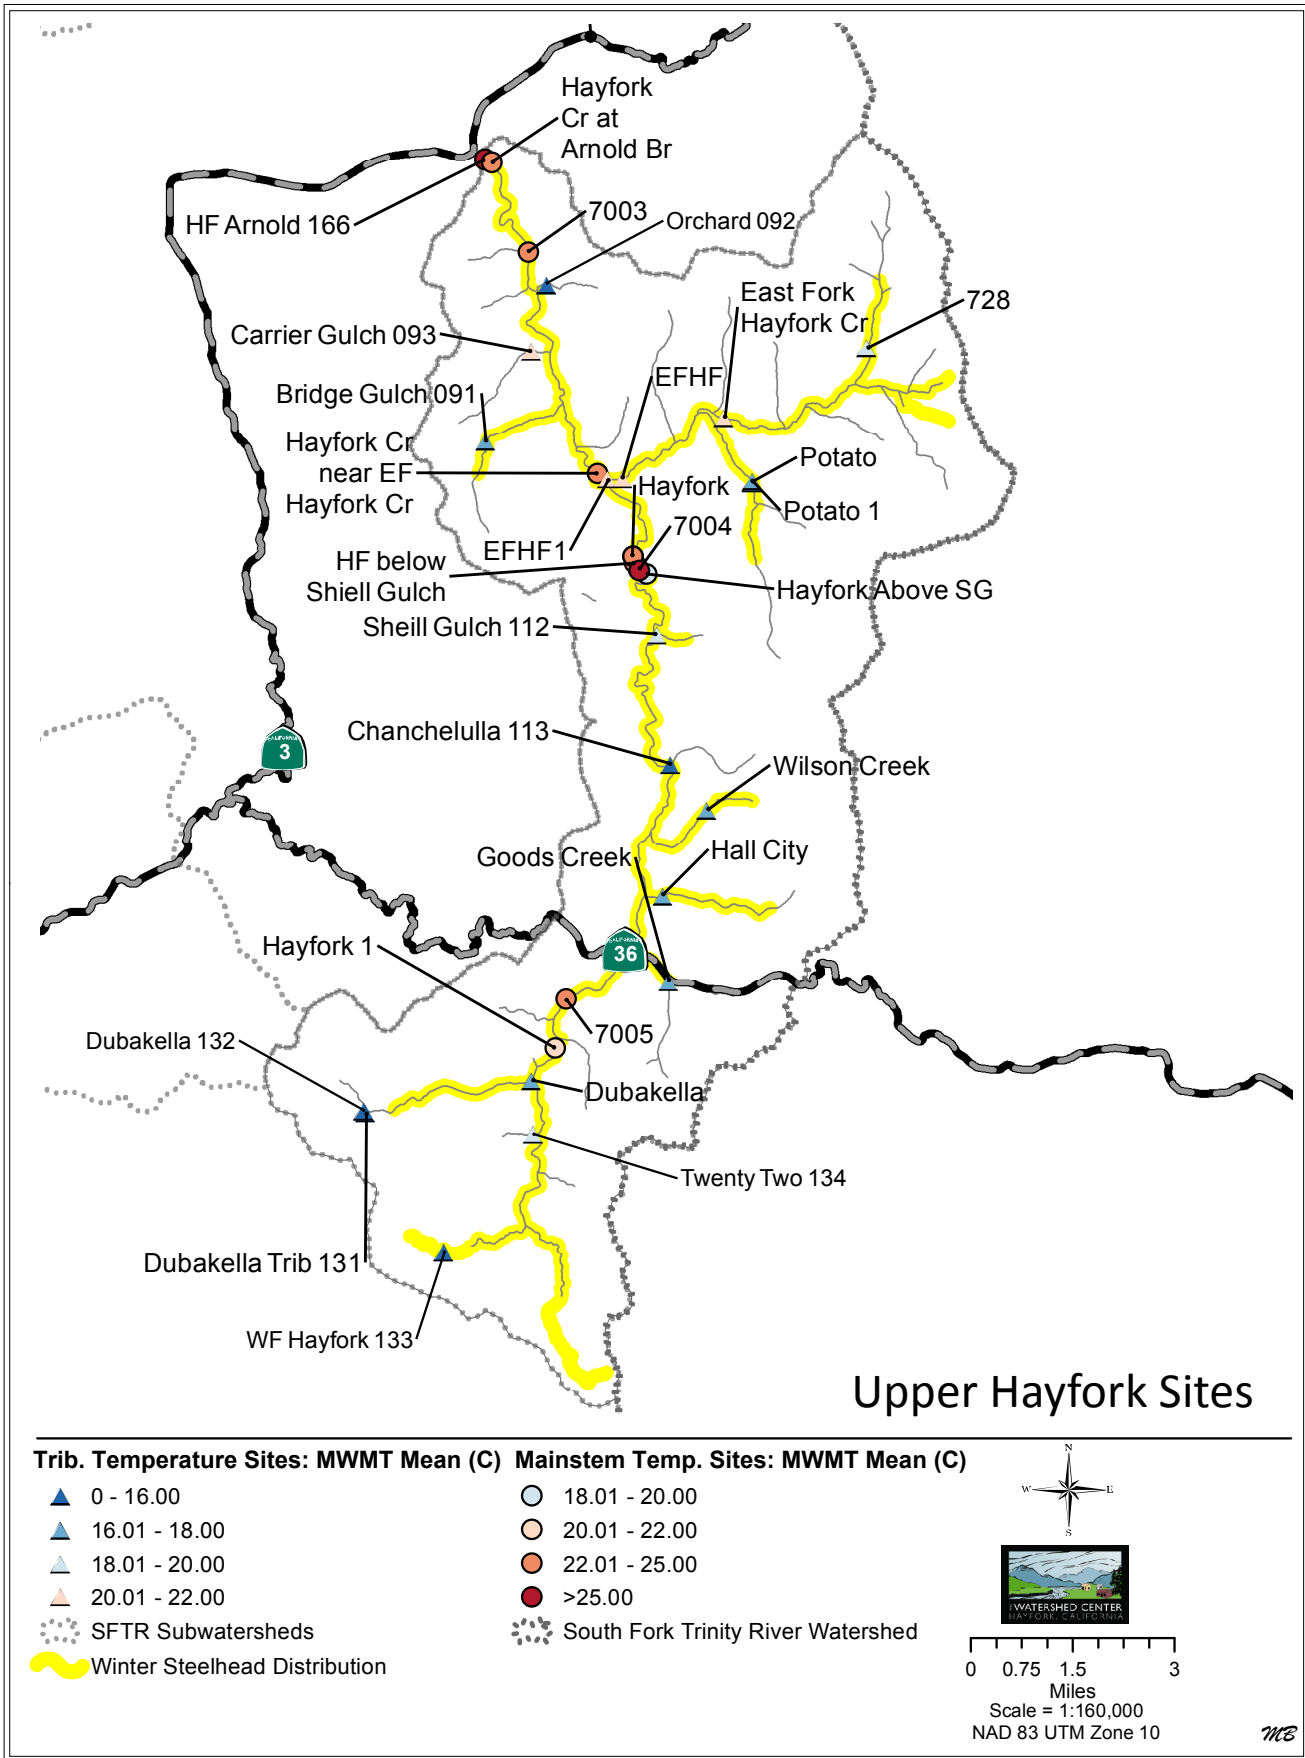 Hayfork
Cr at
Arnold Br
HF Arnold 166
7003
Orchard 092
East Fork
Hayfork Cr
728
Carrier Gulch 093
EFHF
Bridge Gulch 091
Hayfork Cr
near EF
Hayfork Cr
Potato
Hayfork
Potato 1
7004
EFHF1
HF below
Shiell Gulch
Hayfork Above SG
Sheill Gulch 112
Chanchelulla 113
CALIFORNIA
3
Wilson Creek
Goods Creek
Hall City
Hayfork 1
CALIFORNIA
36
7005
Dubakella 132
Dubakella
Twenty Two 134
Dubakella Trib 131
WF Hayfork 133
Upper Hayfork Sites
Trib. Temperature Sites: MWMT Mean (C)
0 - 16.00
16.01 - 18.00
18.01 - 20.00
20.01 - 22.00
SFTR Subwatersheds
Winter Steelhead Distribution
Mainstem Temp. Sites: MWMT Mean (C)
18.01 - 20.00
20.01 - 22.00
22.01 - 25.00
>25.00
South Fork Trinity River Watershed
N
W E
S
THE WATERSHED CENTER
HAYFORK, CALIFORNIA
0 0.75 1.5 3
Miles
Scale = 1:160,000
NAD 83 UTM Zone 10
MB